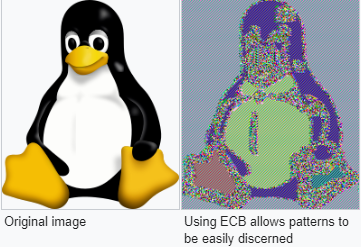 Original image
Using ECB allows patterns to
be easily discerned